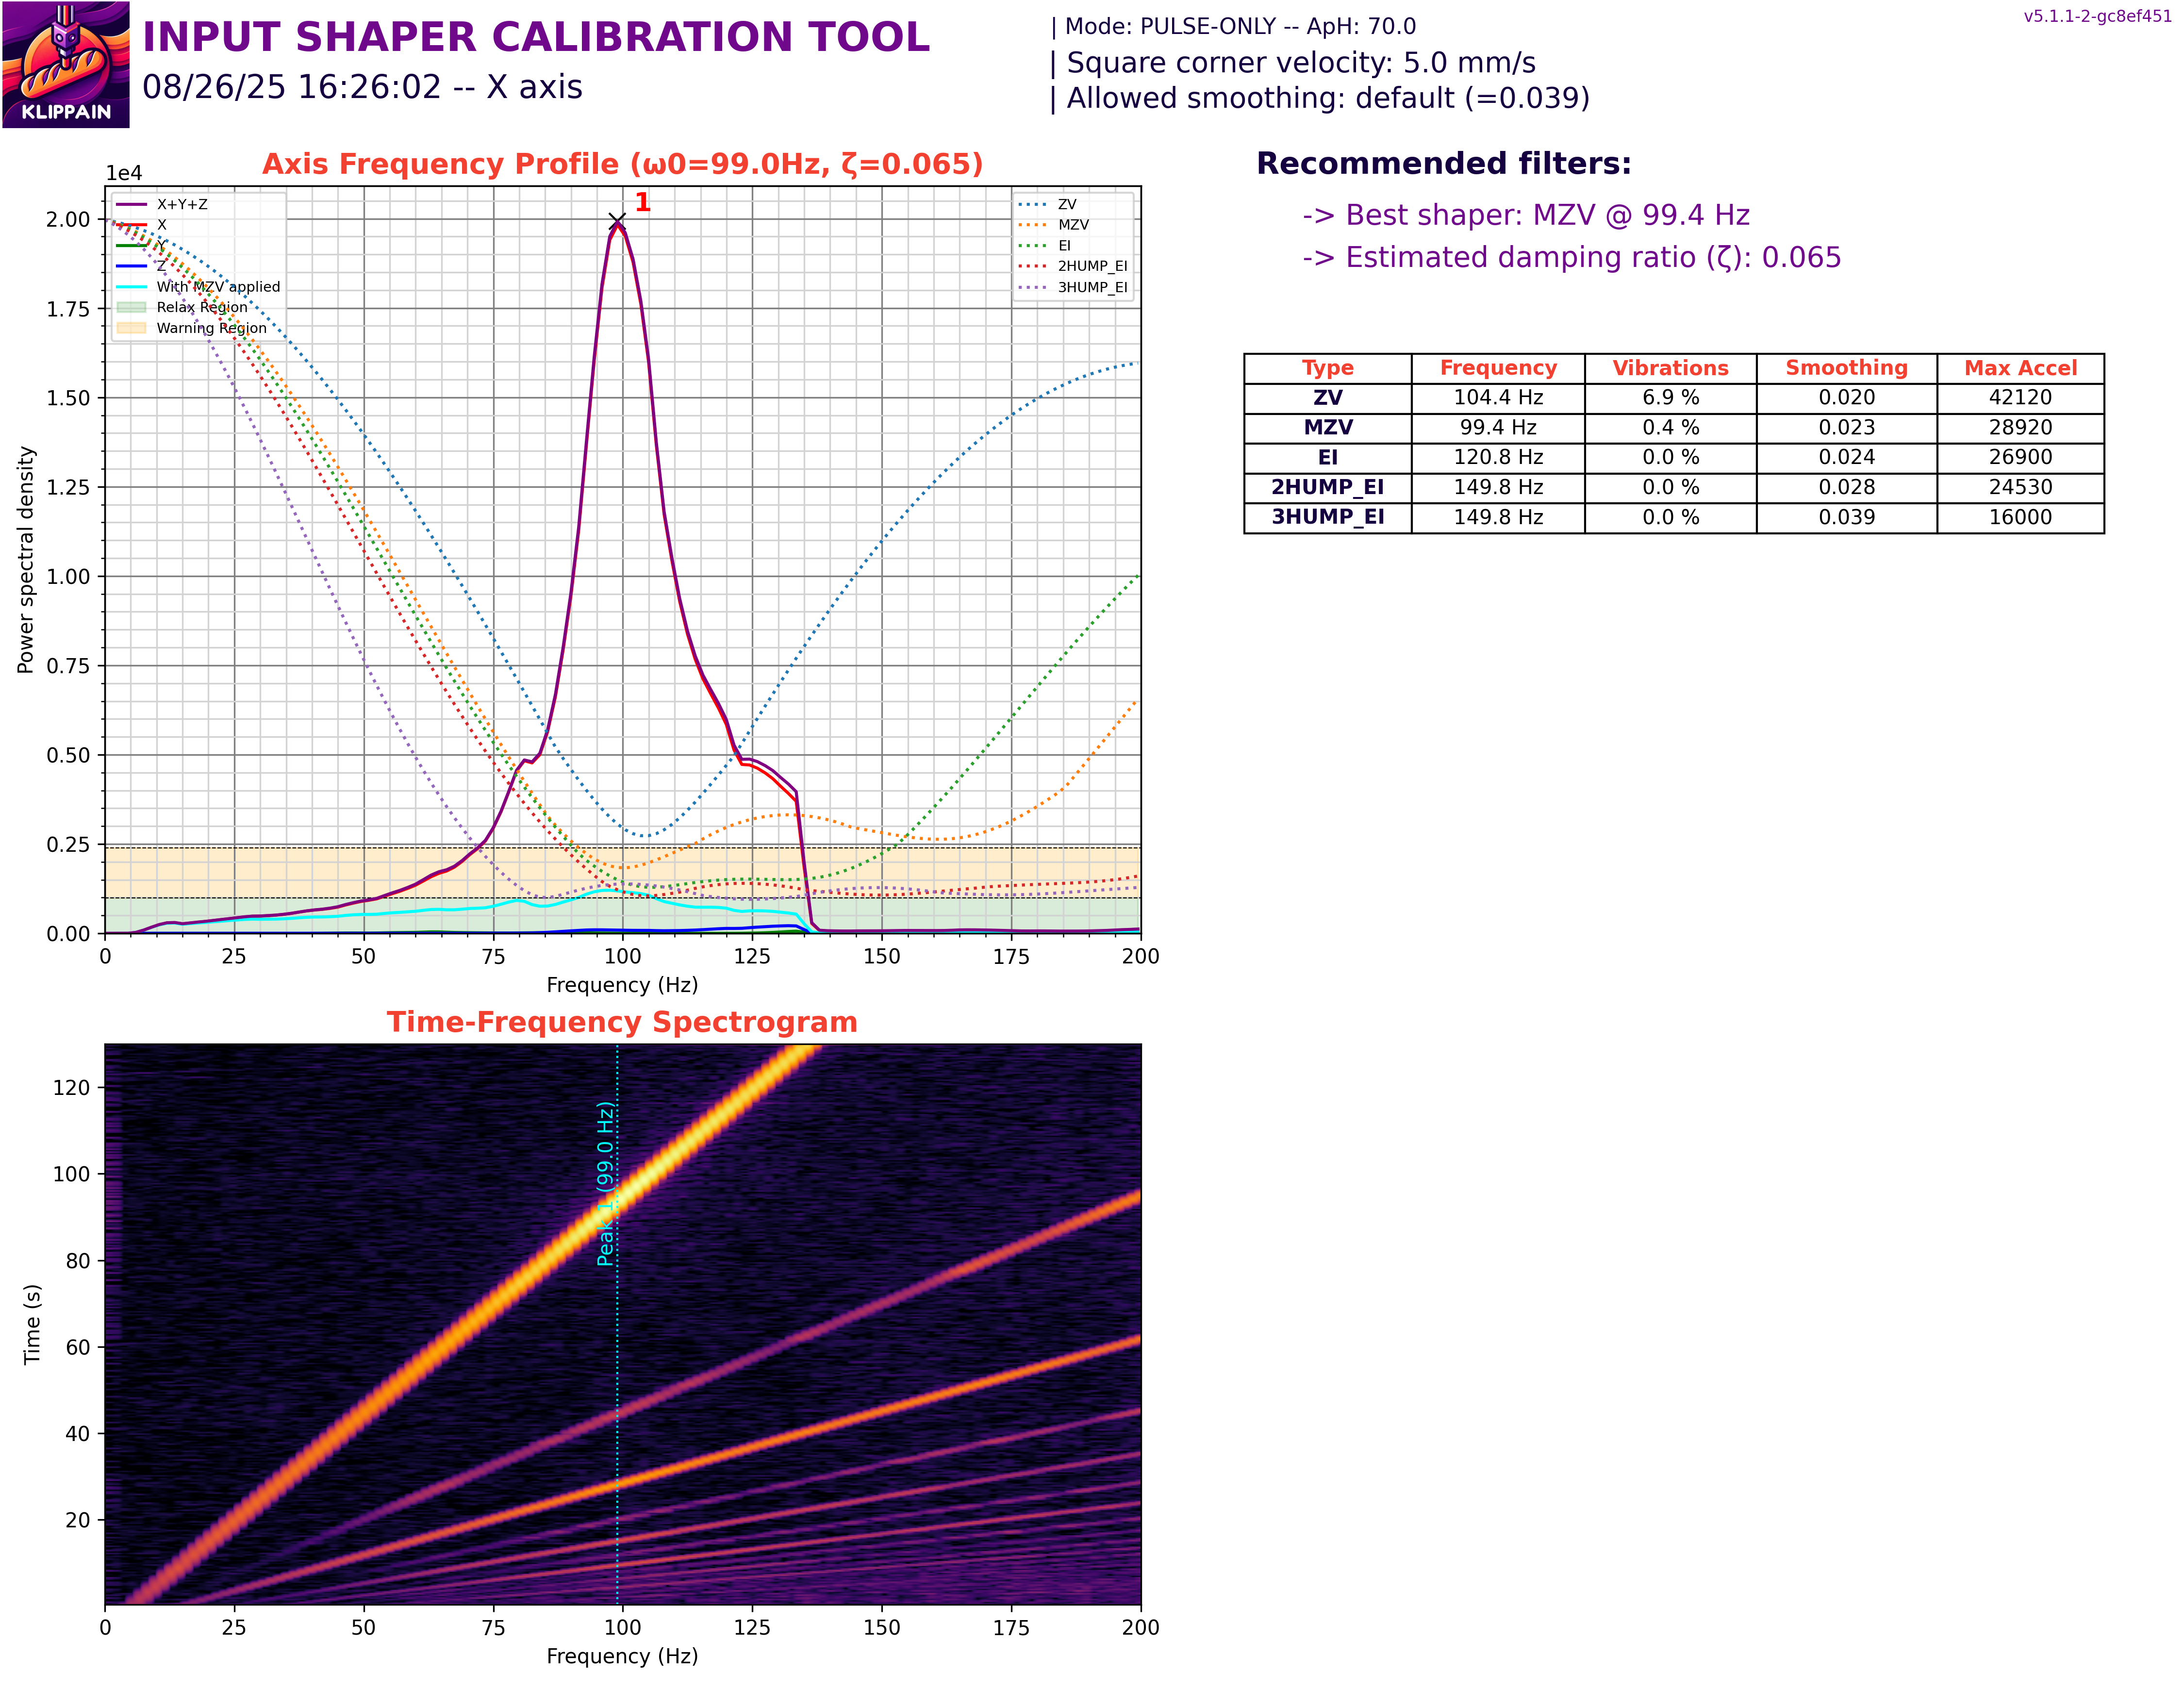 KLIPPAIN
INPUT SHAPER CALIBRATION TOOL
08/26/25 16:26:02 -- X axis
| Mode: PULSE-ONLY -- ApH: 70.0
| Square corner velocity: 5.0 mm/s
| Allowed smoothing: default (=0.039)
v5.1.1-2-gc8ef451
Axis Frequency Profile (ω0=99.0Hz, ζ=0.065)
1e4
X+Y+Z
X
Y
Z
With MZV applied
Relax Region
Warning Region
1
ZV
MZV
EI
2HUMP_EI
3HUMP_EI
Power spectral density
2.00
1.75
1.50
1.25
1.00
0.75
0.50
0.25
0.00
0 25 50 75 100 125 150 175 200
Frequency (Hz)
Recommended filters:
-> Best shaper: MZV @ 99.4 Hz
-> Estimated damping ratio (ζ): 0.065
Type Frequency Vibrations Smoothing Max Accel
ZV 104.4 Hz 6.9 % 0.020 42120
MZV 99.4 Hz 0.4 % 0.023 28920
EI 120.8 Hz 0.0 % 0.024 26900
2HUMP_EI 149.8 Hz 0.0 % 0.028 24530
3HUMP_EI 149.8 Hz 0.0 % 0.039 16000
Time-Frequency Spectrogram
Time (s)
120
100
80
60
40
20
Peak 1 (99.0 Hz)
0 25 50 75 100 125 150 175 200
Frequency (Hz)